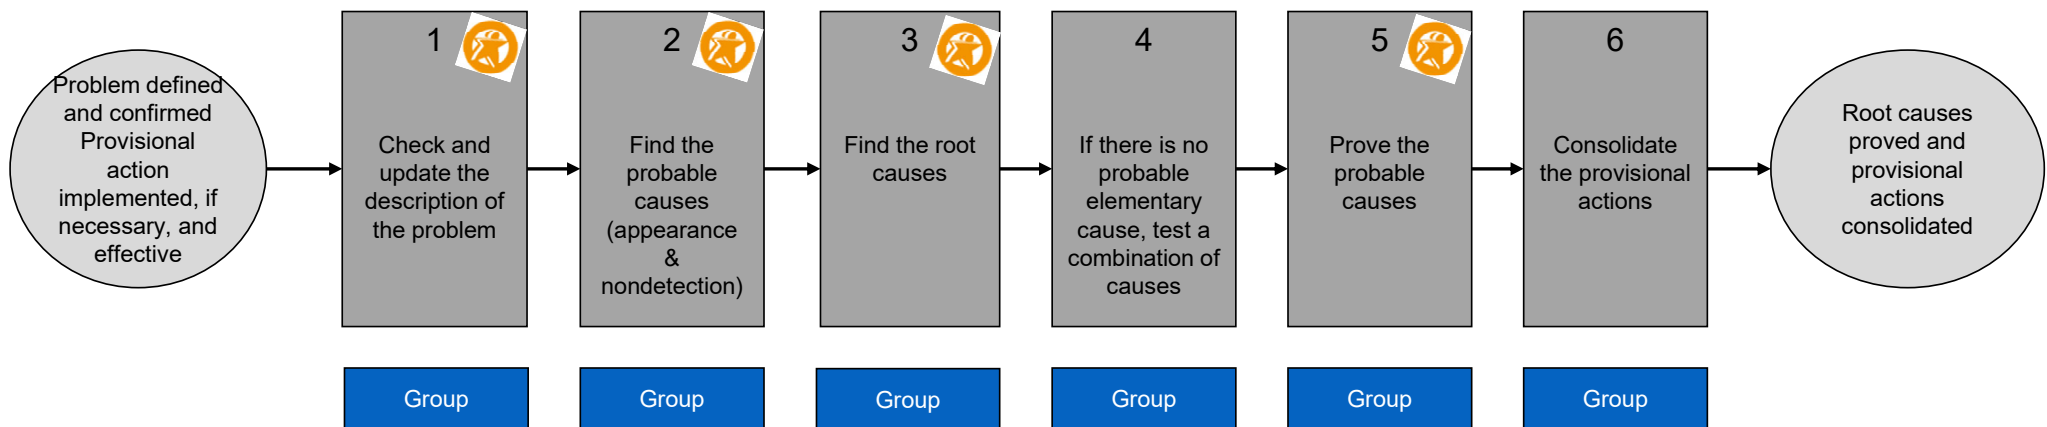 Problem defined
and confirmed
Provisional
action
implemented, if
necessary, and
effective
1
Check and
update the
description of
the problem
2
Find the
probable
causes
(appearance
&
nondetection)
3
Find the root
causes
4
If there is no
probable
elementary
cause, test a
combination of
causes
5
Prove the
probable
causes
6
Consolidate
the provisional
actions
Root causes
proved and
provisional
actions
consolidated
Group
Group
Group
Group
Group
Group